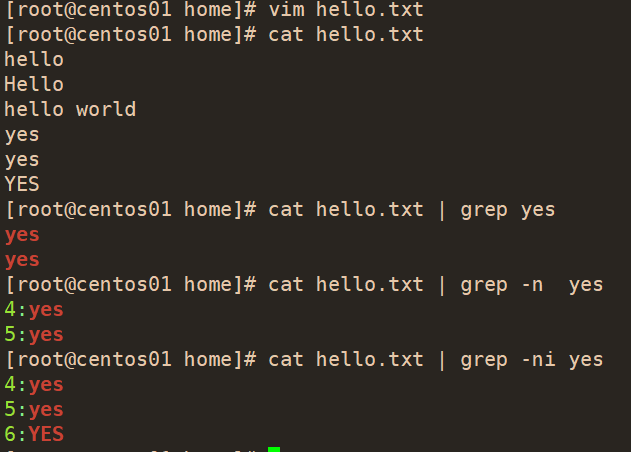 [root@centos01 home]# vim hello.txt
[root@centos01 home]# cat hello.txt
hello
Hello
hello world
yes
yes
YES
[root@centos01 home]# cat hello.txt | grep yes
yes
yes
[root@centos01 home]# cat hello.txt | grep -n  yes
4:yes
5:yes
[root@centos01 home]# cat hello.txt | grep -ni yes
4:yes
5:yes
6:YES